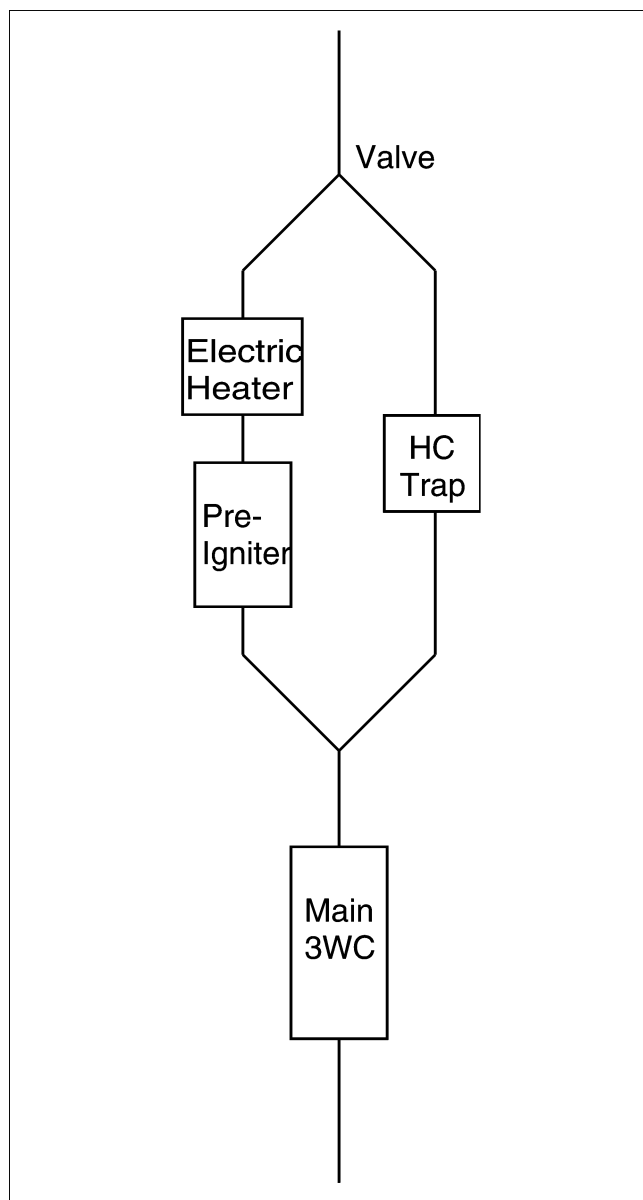 Valve
Electric
Heater
HC
Trap
Pre-
Igniter
Main
3WC